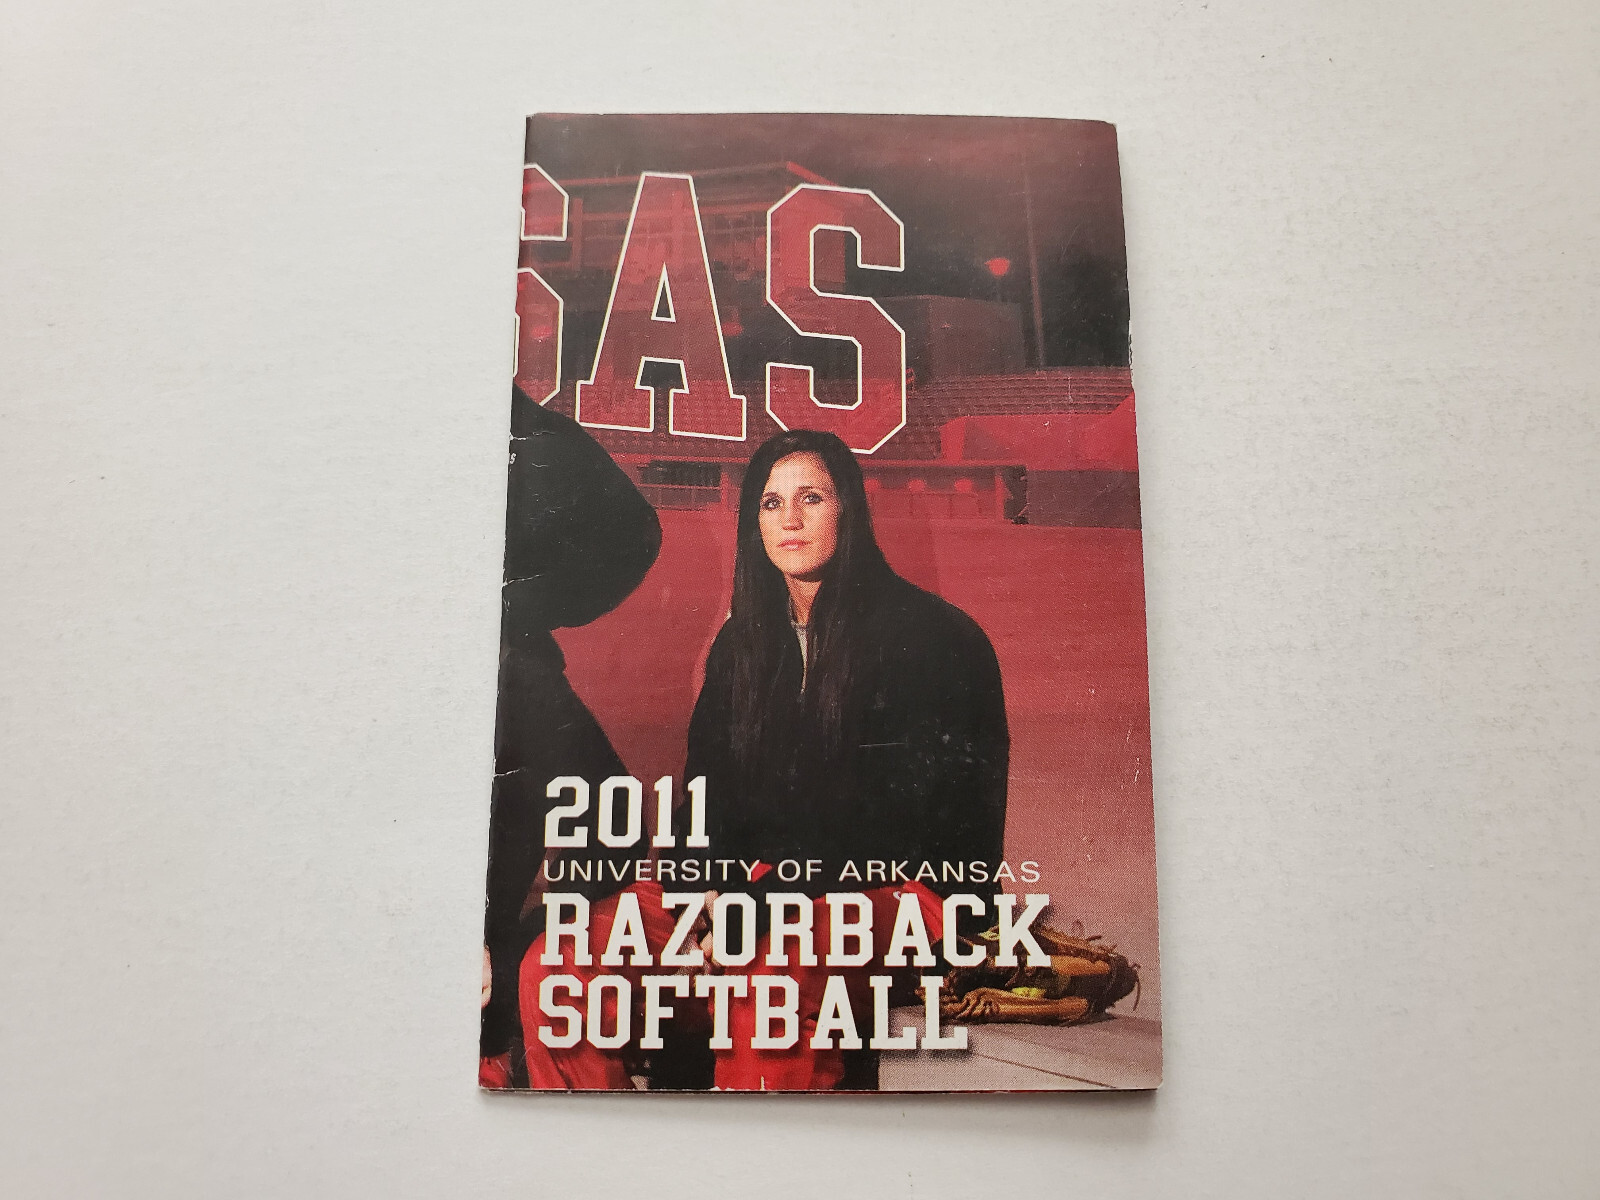 SAS
2011
UNIVERSITY OF ARKANSAS
RAZORBACK
SOFTBALL